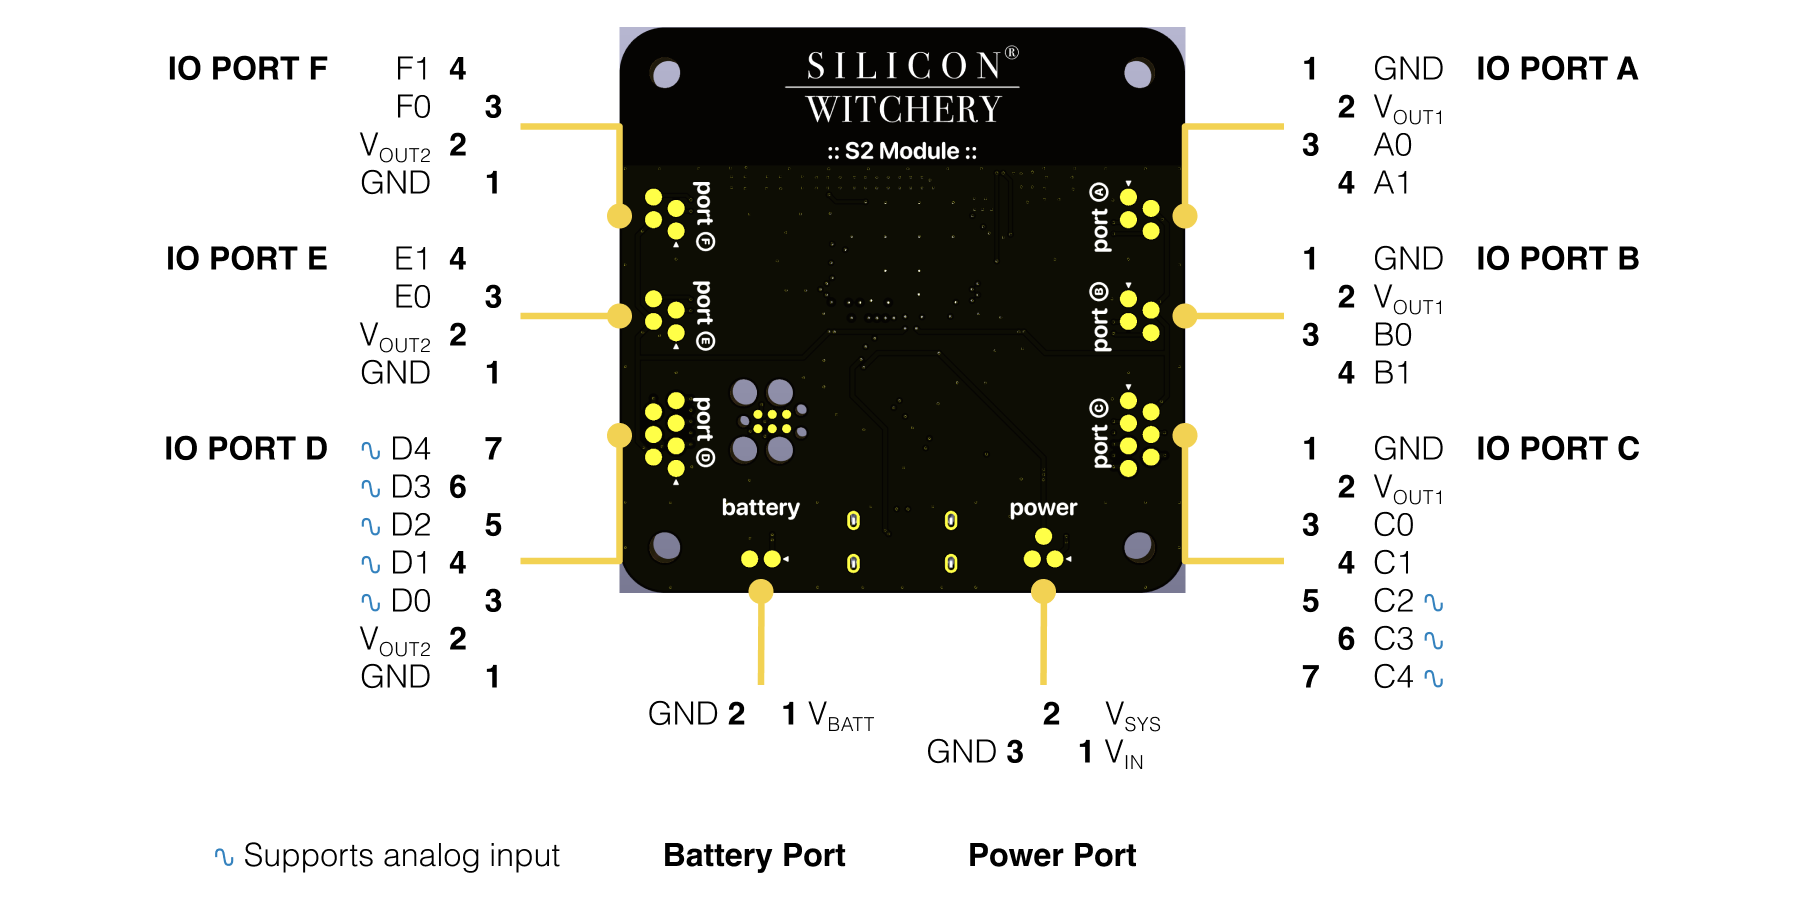 IO PORT F F1 4
F0 3
VOUT2 2
GND 1
IO PORT E E1 4
E0 3
VOUT2 2
GND 1
IO PORT D ∿ D4 7
∿ D3 6
∿ D2 5
∿ D1 4
∿ D0 3
VOUT2 2
GND 1
SILICON®
WITCHERY
:: S2 Module ::
port F
port E
port D
port A
port B
port C
battery
power
1 GND IO PORT A
2 VOUT1
3 A0
4 A1
1 GND IO PORT B
2 VOUT1
3 B0
4 B1
1 GND IO PORT C
2 VOUT1
3 C0
4 C1
5 C2 ∿
6 C3 ∿
7 C4 ∿
GND 2 1 VBATT
2 VSYS
GND 3 1 VIN
∿ Supports analog input
Battery Port
Power Port